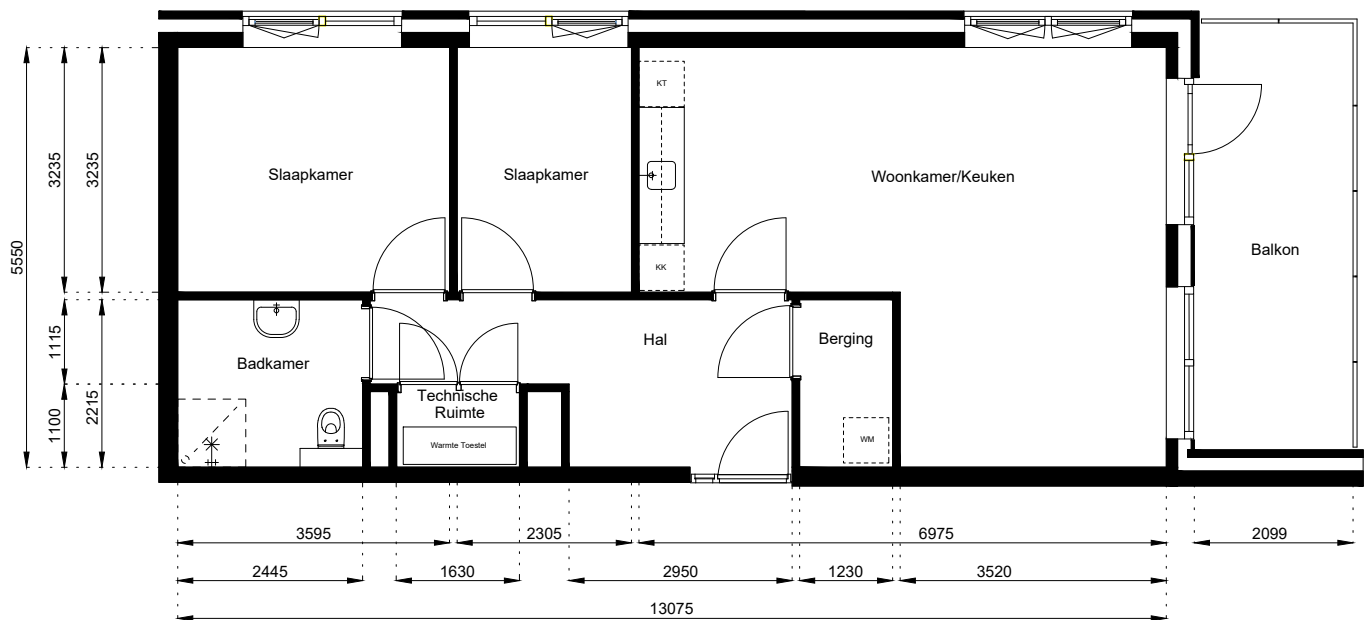 KT
Slaapkamer
Slaapkamer
Woonkamer/Keuken
3235
3235
5550
Balkon
KK
1115
Hal
Berging
Badkamer
2215
1100
Technische
Ruimte
Warmte Toestel
WM
3595
2305
6975
2099
2445
1630
2950
1230
3520
13075